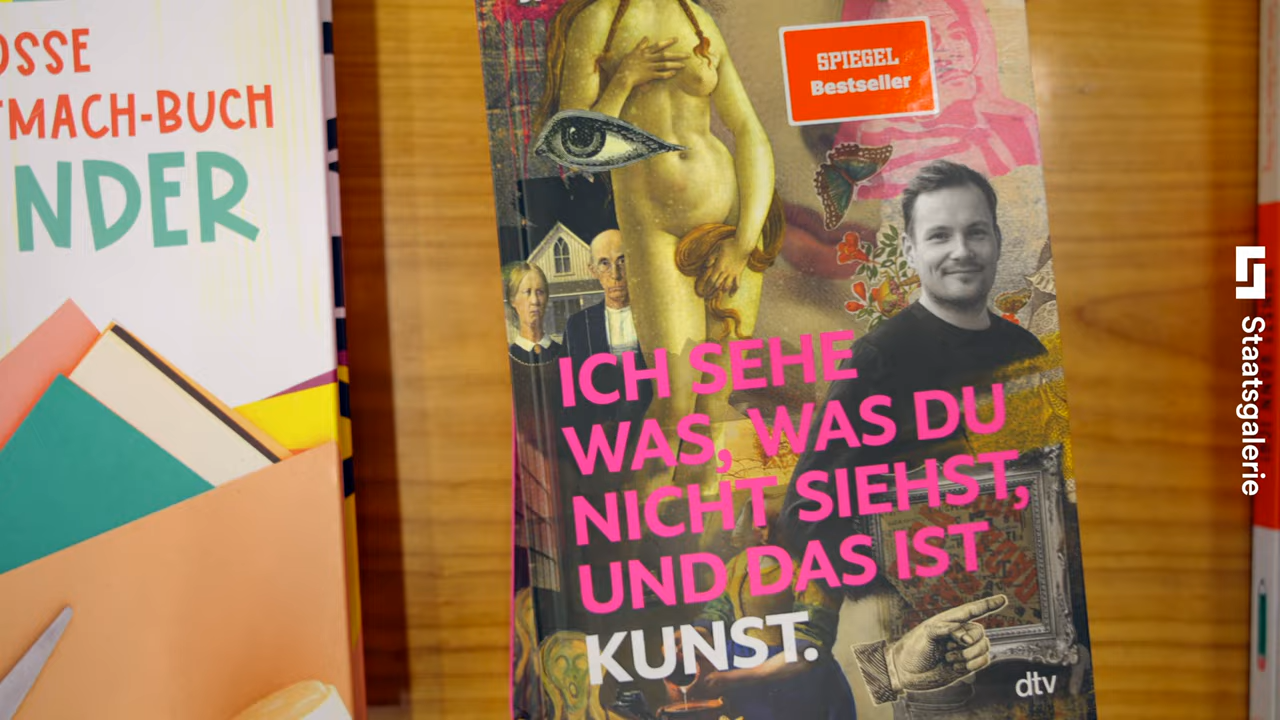 OSSE
TMACH-BUCH
NDER
SPIEGEL
Bestseller
ICH SEHE
WAS, WAS DU
NICHT SIEHST,
UND DAS IST
KUNST.
dtv
Staatsgalerie